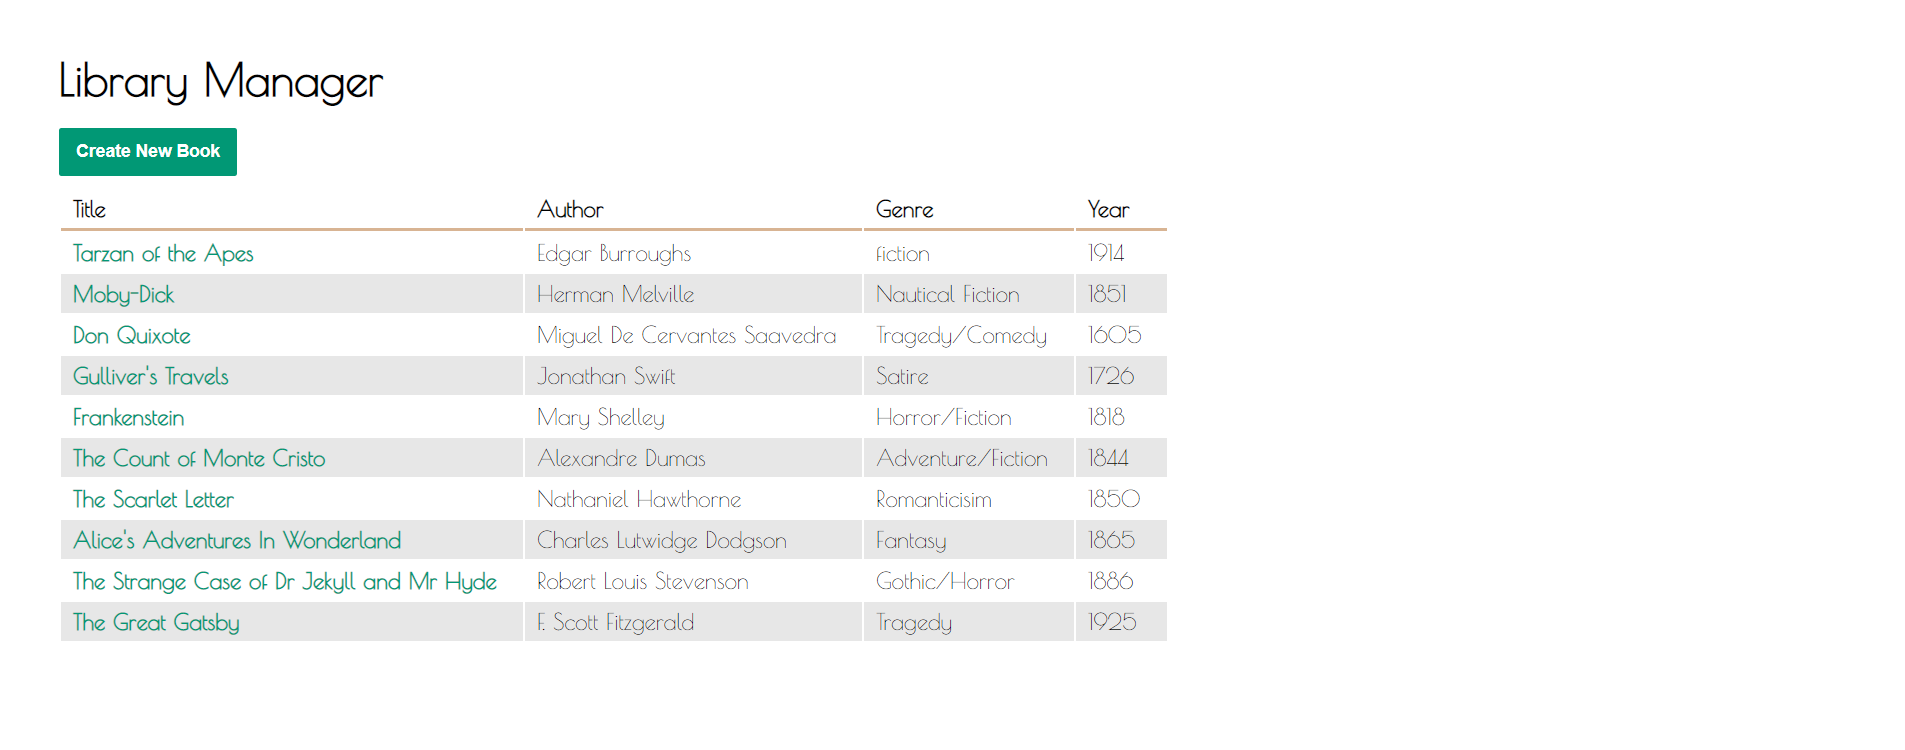 Library Manager
Create New Book
Title Author Genre Year
Tarzan of the Apes Edgar Burroughs fiction 1914
Moby-Dick Herman Melville Nautical Fiction 1851
Don Quixote Miguel De Cervantes Saavedra Tragedy/Comedy 1605
Gulliver's Travels Jonathan Swift Satire 1726
Frankenstein Mary Shelley Horror/Fiction 1818
The Count of Monte Cristo Alexandre Dumas Adventure/Fiction 1844
The Scarlet Letter Nathaniel Hawthorne Romanticisim 1850
Alice's Adventures In Wonderland Charles Lutwidge Dodgson Fantasy 1865
The Strange Case of Dr Jekyll and Mr Hyde Robert Louis Stevenson Gothic/Horror 1886
The Great Gatsby F. Scott Fitzgerald Tragedy 1925